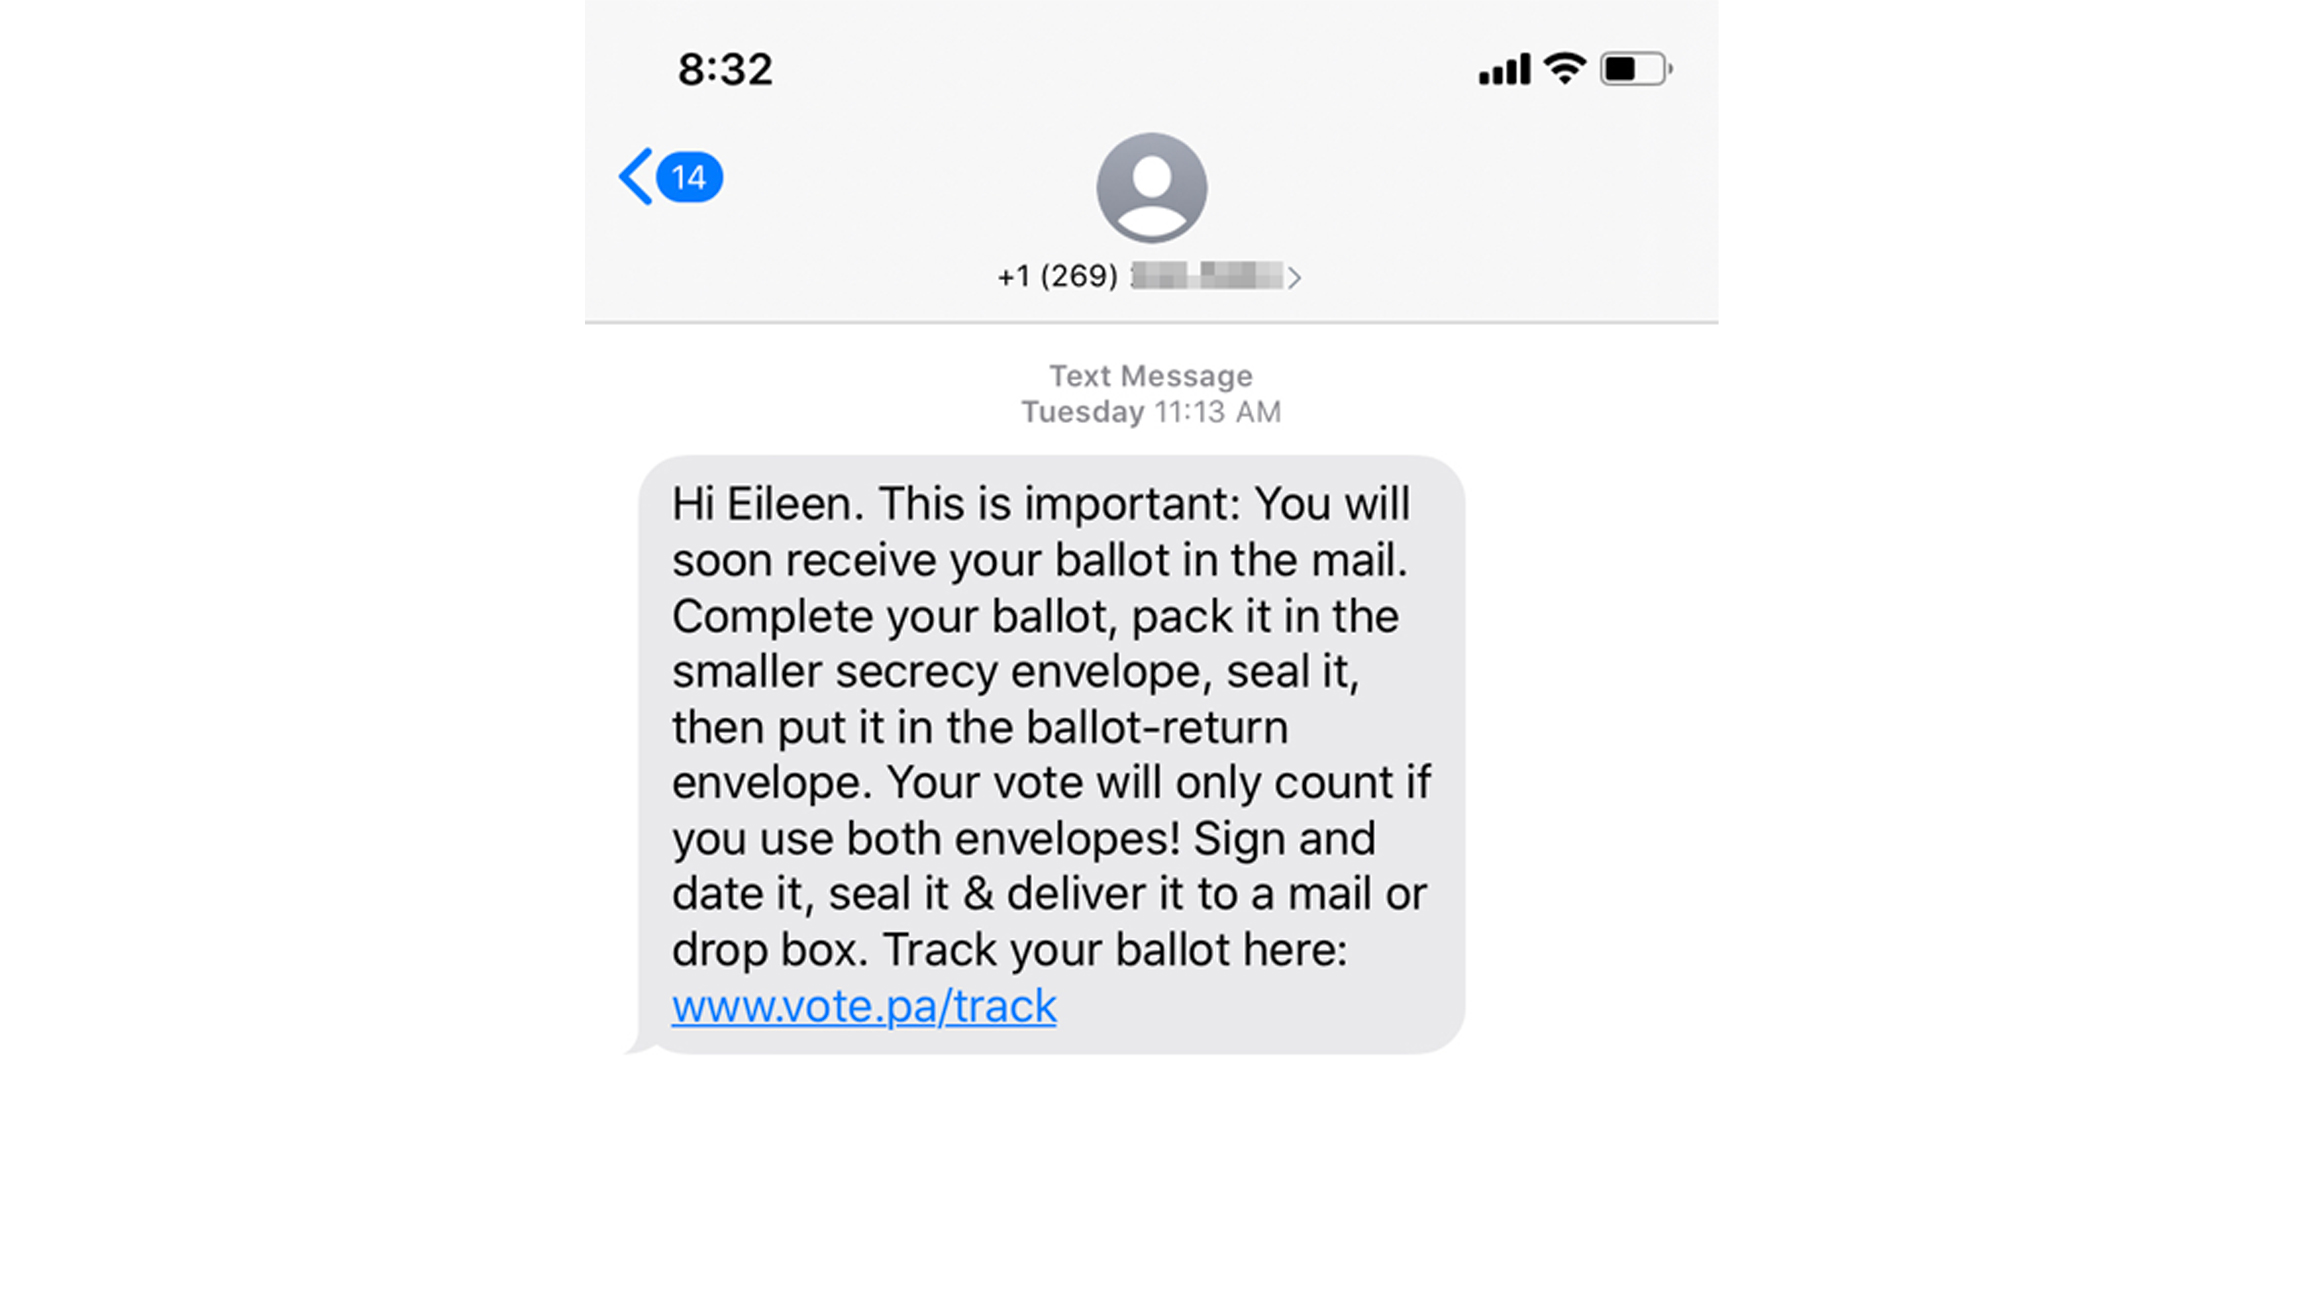 8:32
14
+1 (269)
Text Message
Tuesday 11:13 AM
Hi Eileen. This is important: You will
soon receive your ballot in the mail.
Complete your ballot, pack it in the
smaller secrecy envelope, seal it,
then put it in the ballot-return
envelope. Your vote will only count if
you use both envelopes! Sign and
date it, seal it & deliver it to a mail or
drop box. Track your ballot here:
www.vote.pa/track